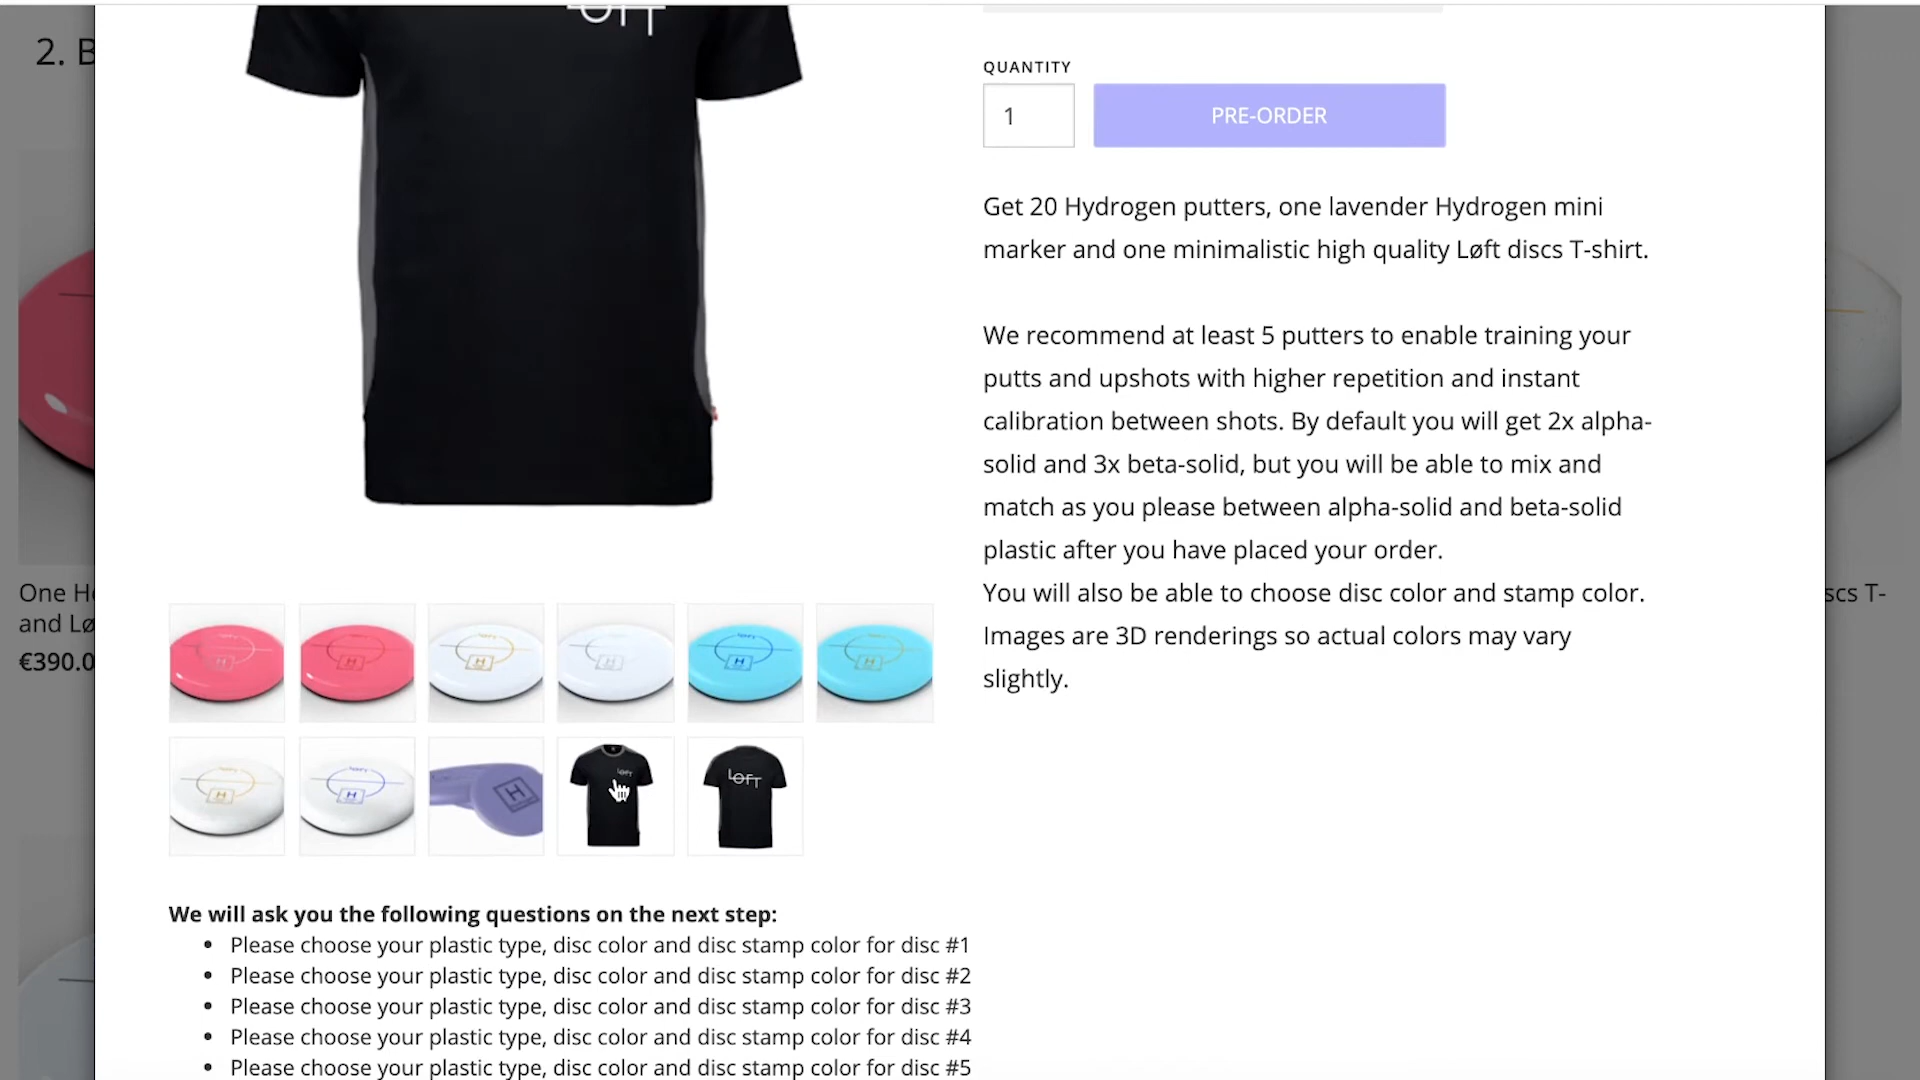 2. B
LØFT
QUANTITY
1
PRE-ORDER
Get 20 Hydrogen putters, one lavender Hydrogen mini
marker and one minimalistic high quality Løft discs T-shirt.
We recommend at least 5 putters to enable training your
putts and upshots with higher repetition and instant
calibration between shots. By default you will get 2x alpha-
solid and 3x beta-solid, but you will be able to mix and
match as you please between alpha-solid and beta-solid
plastic after you have placed your order.
You will also be able to choose disc color and stamp color.
Images are 3D renderings so actual colors may vary
slightly.
One H
and Lø
€390.0
scs T-
H
H
H
H
H
H
H
H
H
LØFT
LØFT
We will ask you the following questions on the next step:
• Please choose your plastic type, disc color and disc stamp color for disc #1
• Please choose your plastic type, disc color and disc stamp color for disc #2
• Please choose your plastic type, disc color and disc stamp color for disc #3
• Please choose your plastic type, disc color and disc stamp color for disc #4
• Please choose your plastic type, disc color and disc stamp color for disc #5